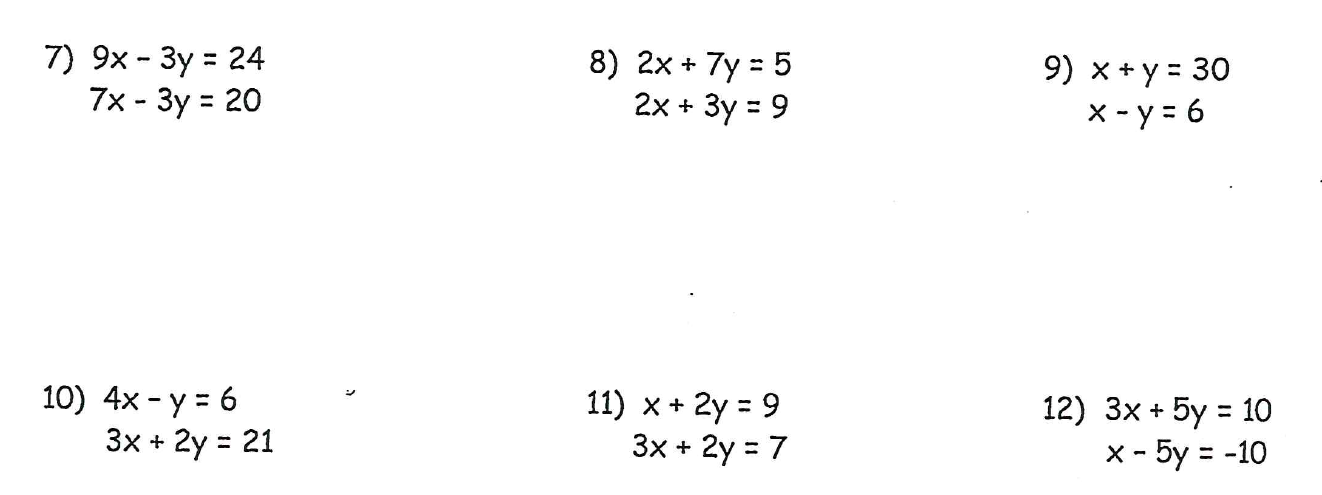 7) 9x - 3y = 24
7x - 3y = 20
8) 2x + 7y = 5
2x + 3y = 9
9) x + y = 30
x - y = 6
10) 4x - y = 6
3x + 2y = 21
11) x + 2y = 9
3x + 2y = 7
12) 3x + 5y = 10
x - 5y = -10